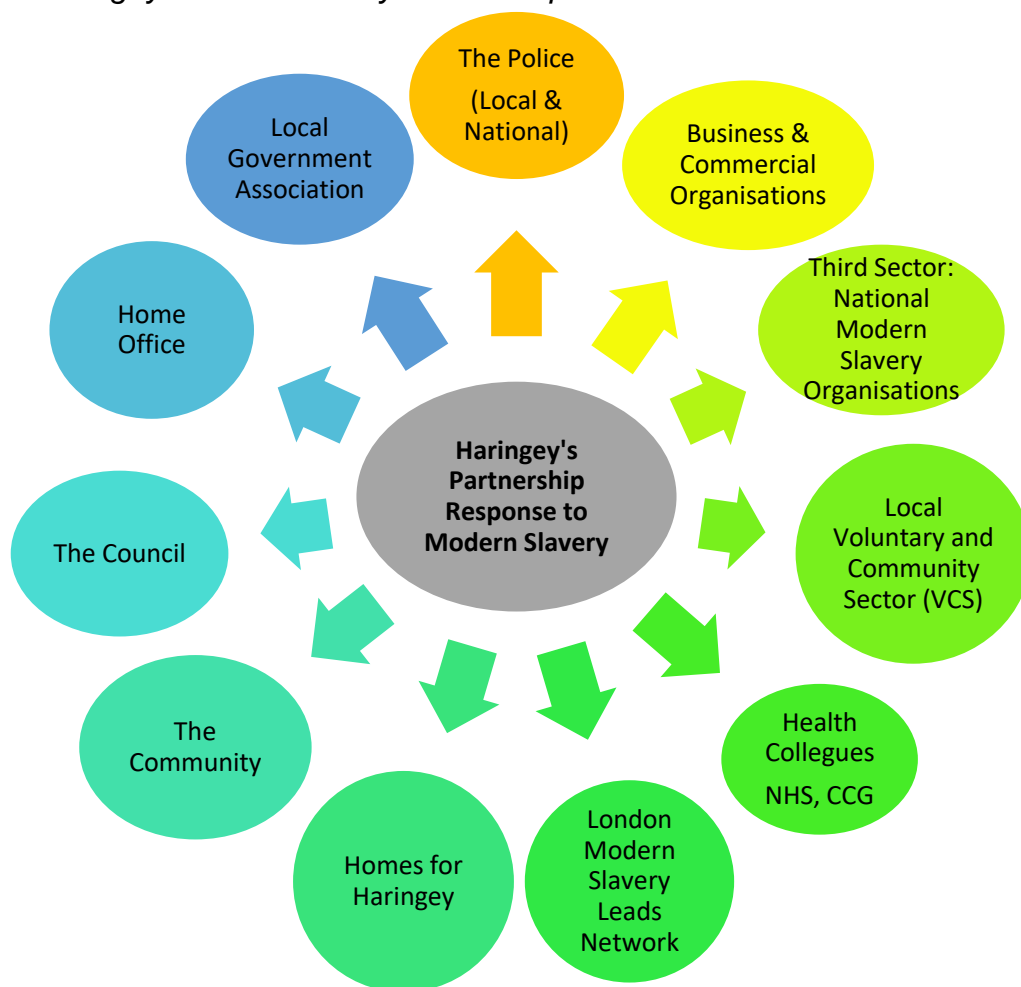 The Police
(Local &
National)
Business &
Commercial
Organisations
Third Sector:
National
Modern
Slavery
Organisations
Local
Voluntary and
Community
Sector (VCS)
Health
Collegues
NHS, CCG
London
Modern
Slavery
Leads
Network
Homes for
Haringey
The
Community
The Council
Home
Office
Local
Government
Association
Haringey's
Partnership
Response to
Modern Slavery